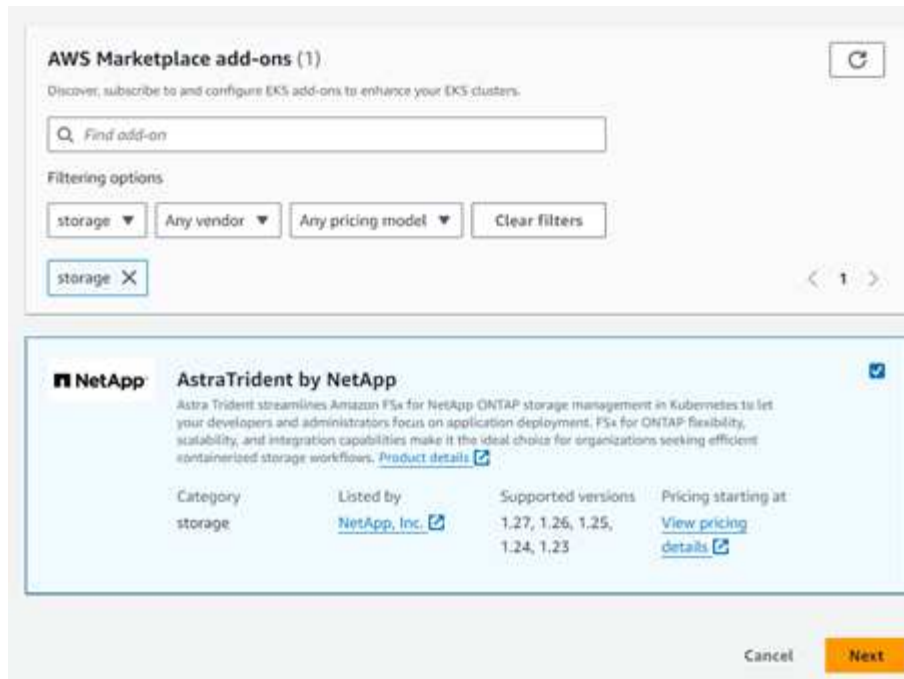 AWS Marketplace add-ons (1)
Discover, subscribe to and configure EKS add-ons to enhance your EKS clusters.
Find add-on
Filtering options
storage Any vendor Any pricing model Clear filters
storage
1
NetApp
AstraTrident by NetApp
Astra Trident streamlines Amazon FSx for NetApp ONTAP storage management in Kubernetes to let
your developers and administrators focus on application deployment. FSx for ONTAP flexibility,
scalability, and integration capabilities make it the ideal choice for organizations seeking efficient
containerized storage workflows. Product details
Category Listed by Supported versions Pricing starting at
storage NetApp, Inc. 1.27, 1.26, 1.25, View pricing
1.24, 1.23 details
Cancel Next